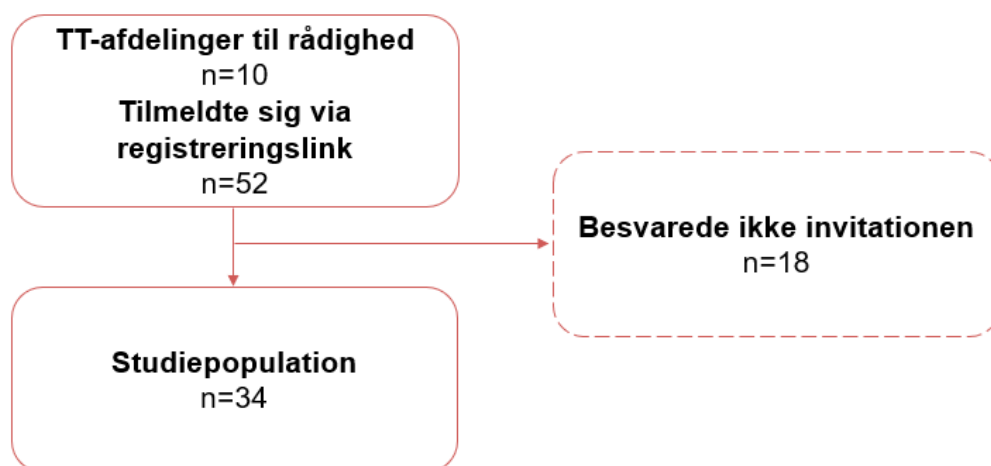 TT-afdelinger til rådighed
n=10
Tilmeldte sig via
registreringslink
n=52
Besvarede ikke invitationen
n=18
Studiepopulation
n=34